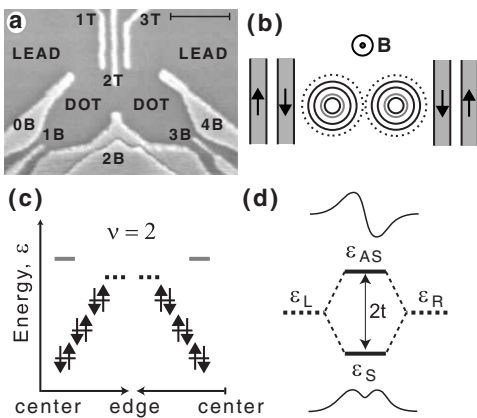 a
1T
3T
LEAD
LEAD
2T
DOT
DOT
0B
1B
2B
3B
4B
(b)
B
(c)
ν = 2
Energy, ε
center
edge
center
(d)
ε_AS
ε_L
2t
ε_R
ε_S